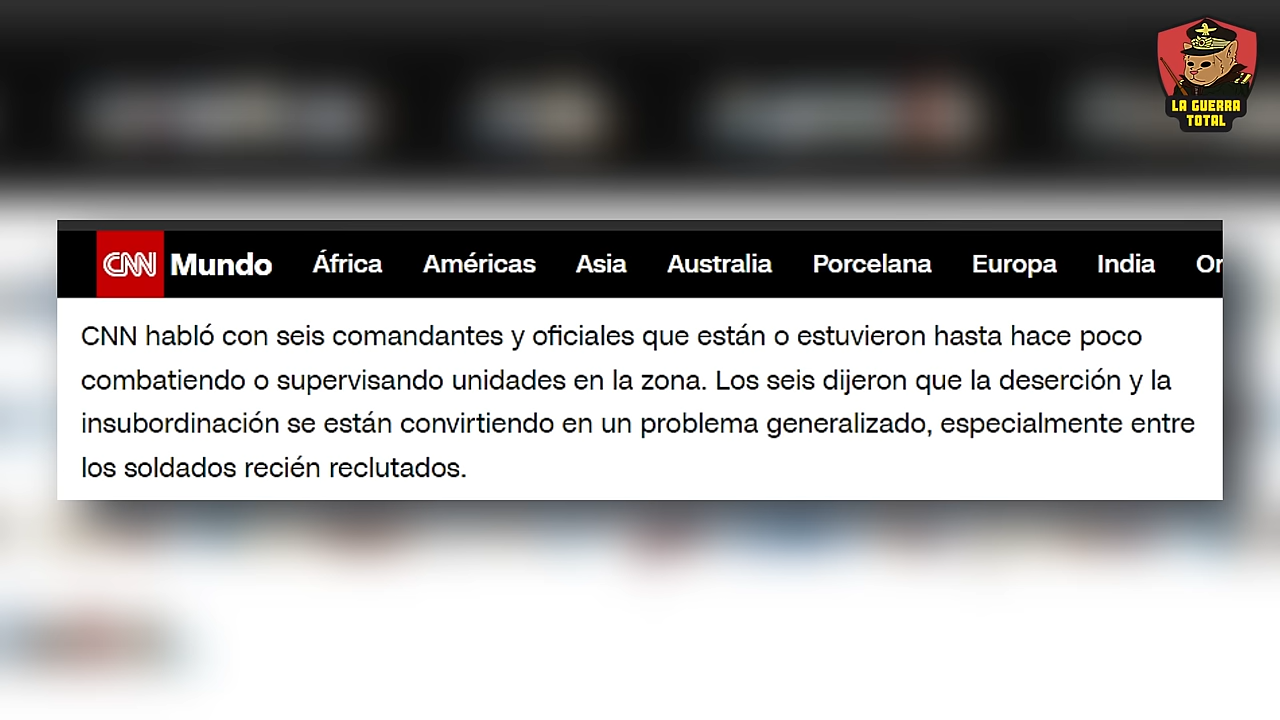 LA GUERRA
TOTAL
CNN Mundo África Américas Asia Australia Porcelana Europa India Or
CNN habló con seis comandantes y oficiales que están o estuvieron hasta hace poco
combatiendo o supervisando unidades en la zona. Los seis dijeron que la deserción y la
insubordinación se están convirtiendo en un problema generalizado, especialmente entre
los soldados recién reclutados.